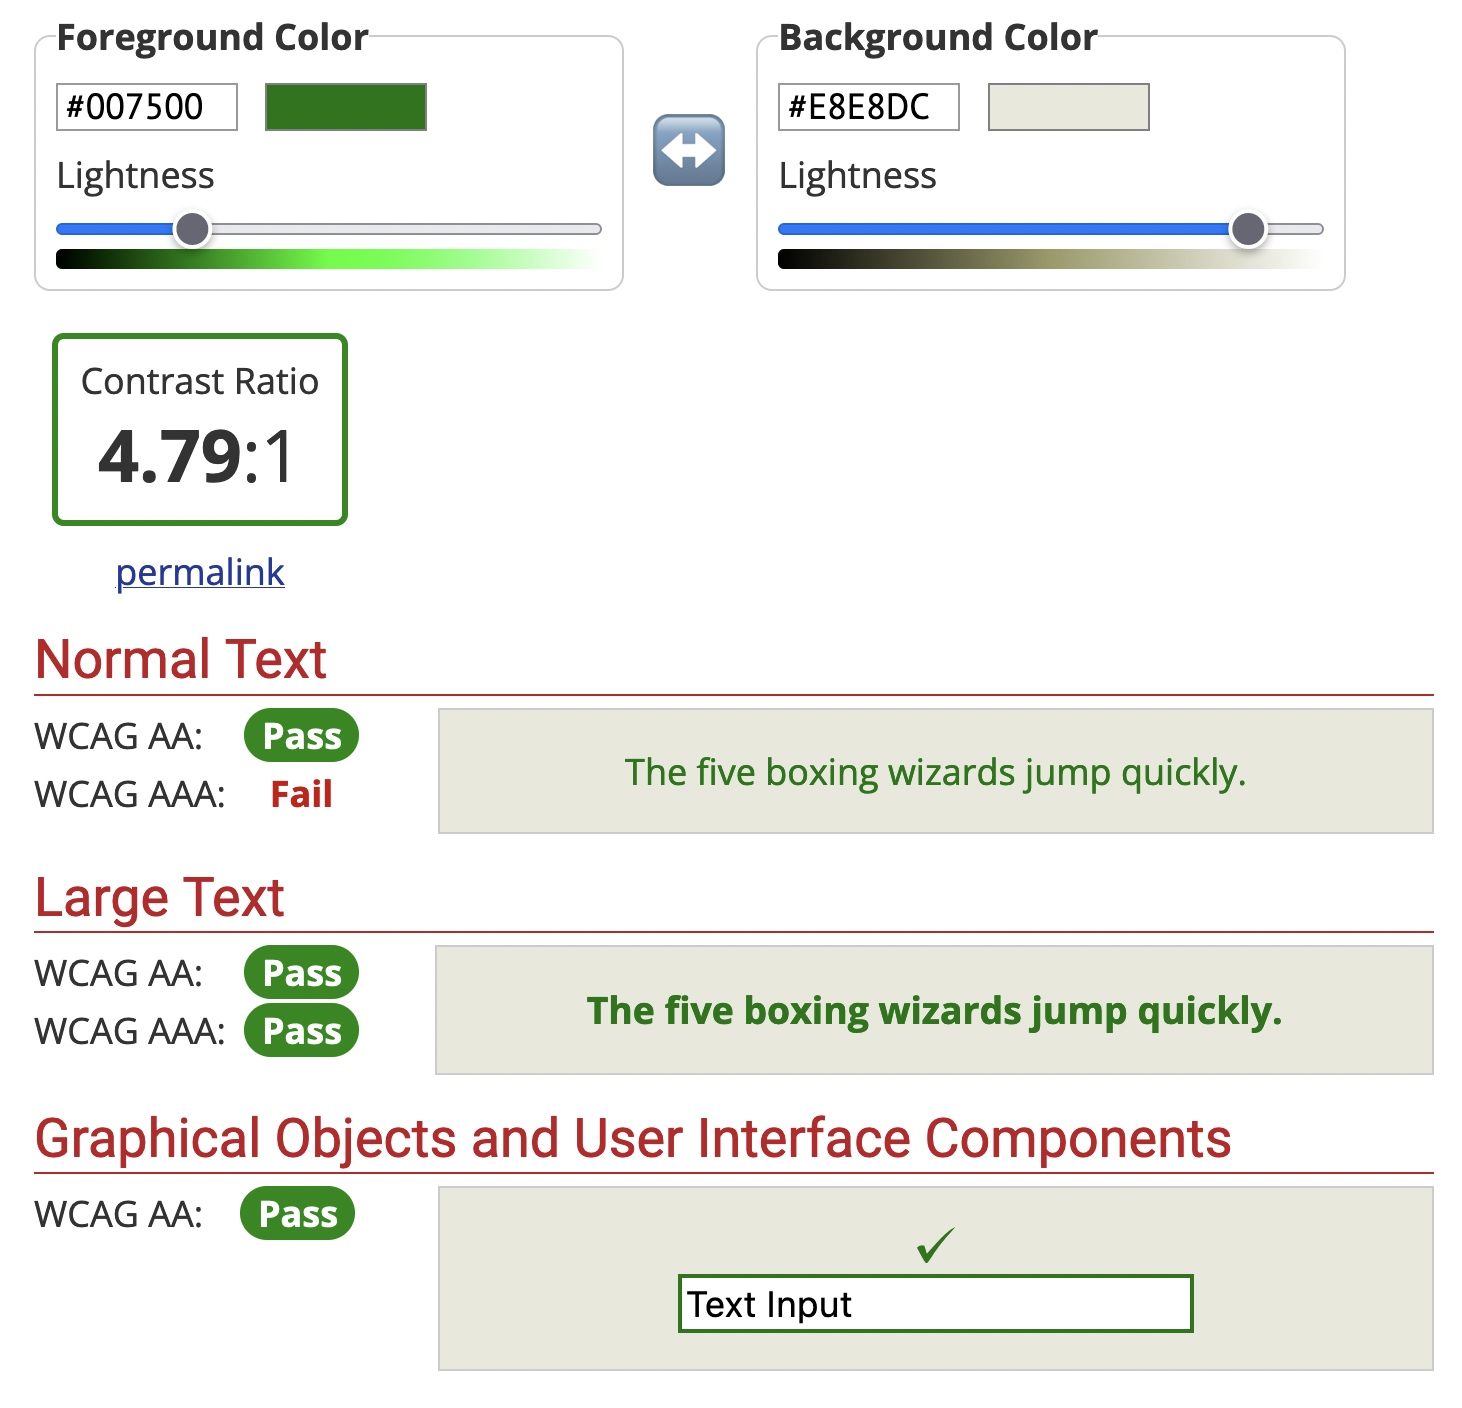 Foreground Color
#007500
Lightness
Background Color
#E8E8DC
Lightness
Contrast Ratio
4.79:1
permalink
Normal Text
WCAG AA: Pass
WCAG AAA: Fail
The five boxing wizards jump quickly.
Large Text
WCAG AA: Pass
WCAG AAA: Pass
The five boxing wizards jump quickly.
Graphical Objects and User Interface Components
WCAG AA: Pass
Text Input